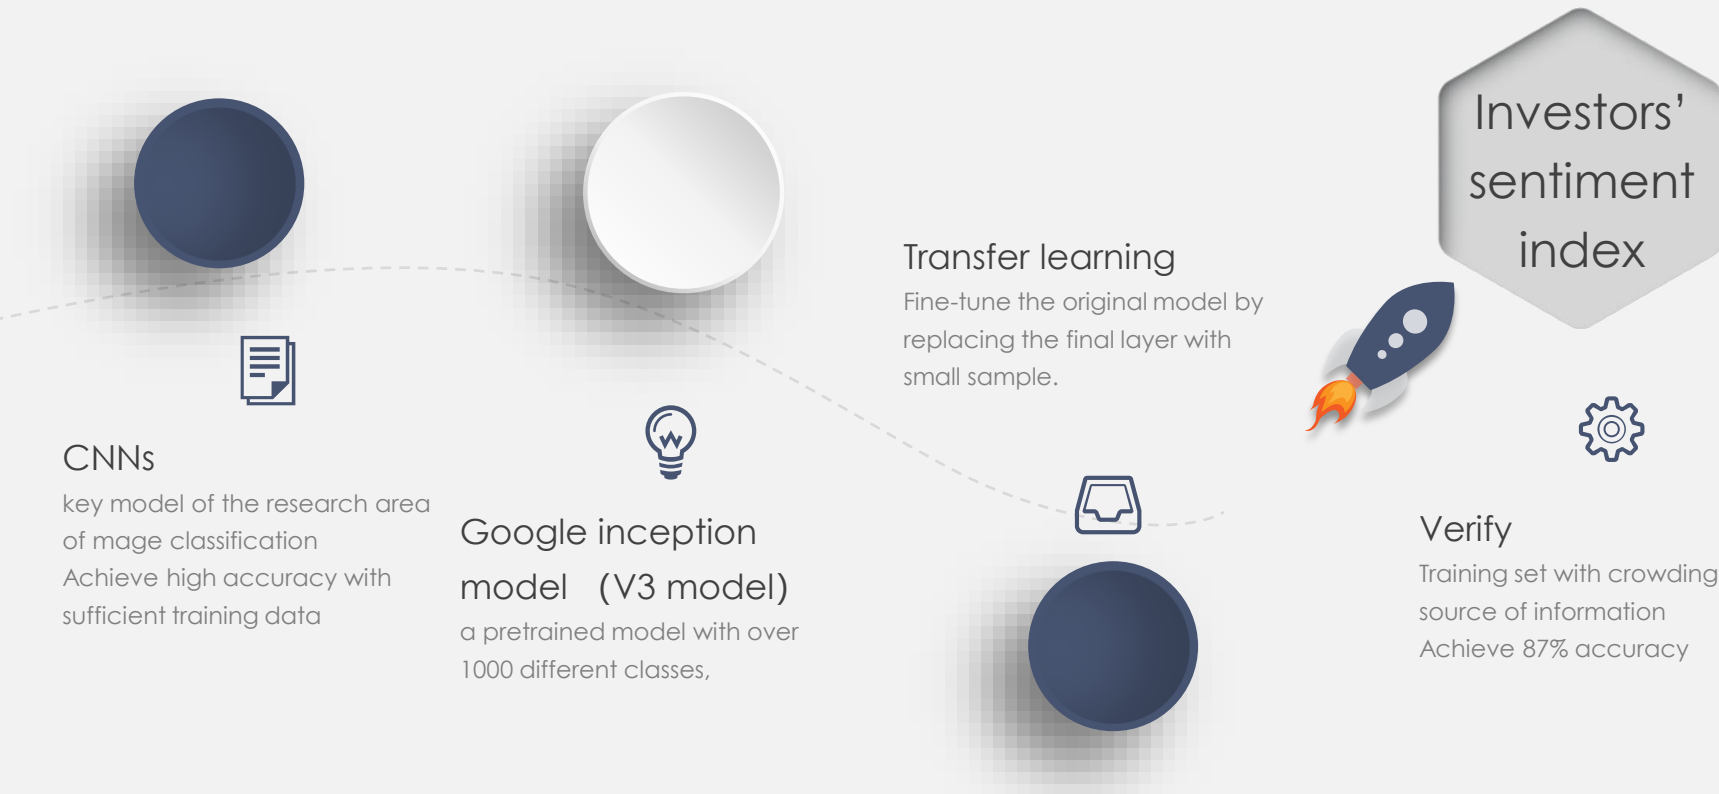 CNNs
key model of the research area
of mage classification
Achieve high accuracy with
sufficient training data
Google inception
model （V3 model)
a pretrained model with over
1000 different classes,
Transfer learning
Fine-tune the original model by
replacing the final layer with
small sample.
Investors’
sentiment
index
Verify
Training set with crowding
source of information
Achieve 87% accuracy